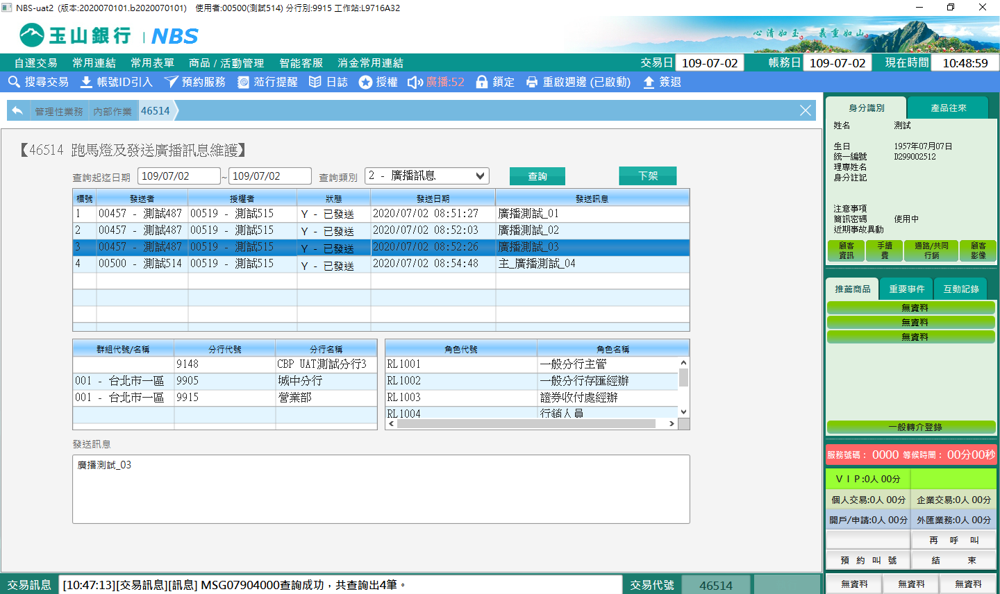 NBS-uat2 (版本:2020070101.b2020070101) 使用者:00500(測試514) 分行別:9915 工作站:L9716A32
玉山銀行 | NBS
心清如玉。義重如山。
自選交易 常用連結 常用表單 商品 / 活動管理 智能客服 消金常用連結
交易日 109-07-02 帳務日 109-07-02 現在時間 10:48:59
搜尋交易 帳號ID引入 預約服務 蒞行提醒 日誌 授權 廣播:52 鎖定 重啟週邊 (已啟動) 簽退
管理性業務 內部作業 46514
【46514 跑馬燈及發送廣播訊息維護】
查詢起迄日期 109/07/02 ~ 109/07/02 查詢類別 2 - 廣播訊息 查詢 下架
標號 發送者 授權者 狀態 發送日期 發送訊息
1 00457 - 測試487 00519 - 測試515 Y - 已發送 2020/07/02 08:51:27 廣播測試_01
2 00457 - 測試487 00519 - 測試515 Y - 已發送 2020/07/02 08:52:03 廣播測試_02
3 00457 - 測試487 00519 - 測試515 Y - 已發送 2020/07/02 08:52:26 廣播測試_03
4 00500 - 測試514 00519 - 測試515 Y - 已發送 2020/07/02 08:54:48 主_廣播測試_04
群組代號/名稱 分行代號 分行名稱
9148 CBP UAT測試分行3
001 - 台北市一區 9905 城中分行
001 - 台北市一區 9915 營業部
角色代號 角色名稱
RL1001 一般分行主管
RL1002 一般分行存匯經辦
RL1003 證券收付處經辦
RL1004 行銷人員
發送訊息
廣播測試_03
身分識別 產品往來
姓名 測試
生日 1957年07月07日
統一編號 D299002512
理專姓名
身分註記
注意事項
簡訊密碼 使用中
近期事故異動
顧客資訊 手續費 通路/共同行銷 顧客影像
推薦商品 重要事件 互動記錄
無資料
無資料
無資料
一般轉介登錄
服務號碼： 0000 等候時間： 00分00秒
ＶＩＰ:0人 00分
個人交易:0人 00分 企業交易:0人 00分
開戶/申請:0人 00分 外匯業務:0人 00分
再 呼 叫
預 約 叫 號 結 束
無資料 無資料 無資料
交易訊息 [10:47:13][交易訊息][訊息] MSG07904000查詢成功，共查詢出4筆。 交易代號 46514